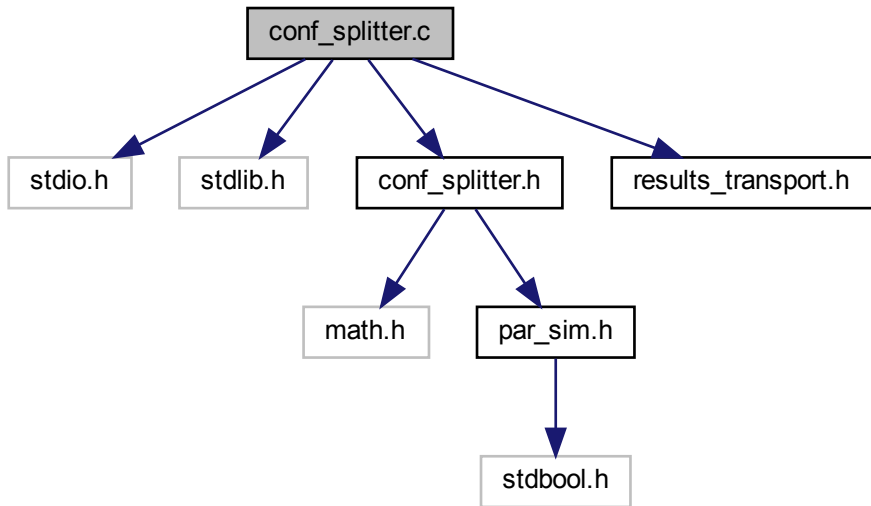 conf_splitter.c
stdio.h
stdlib.h
conf_splitter.h
results_transport.h
math.h
par_sim.h
stdbool.h